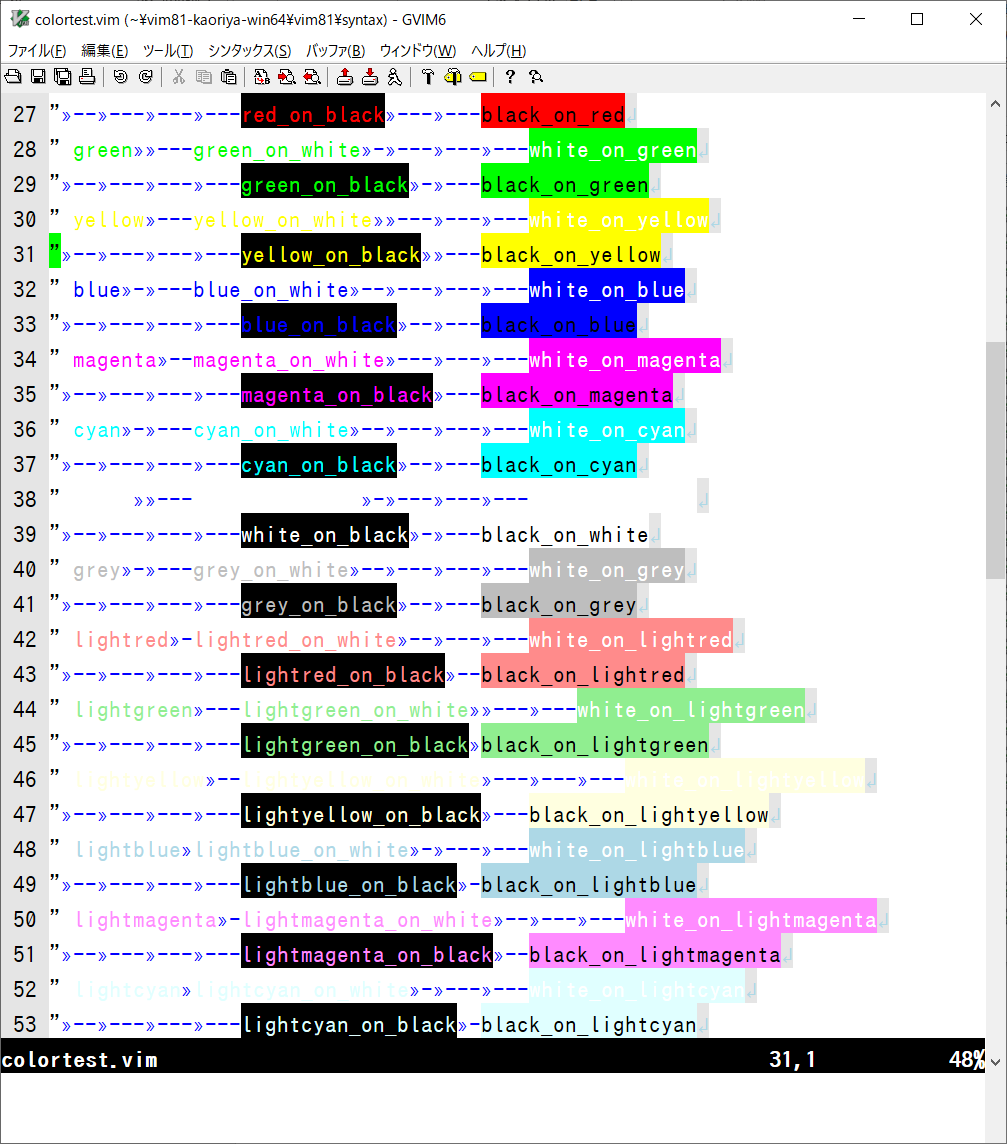 colortest.vim (~¥vim81-kaoriya-win64¥vim81¥syntax) - GVIM6
ファイル(F) 編集(E) ツール(T) シンタックス(S) バッファ(B) ウィンドウ(W) ヘルプ(H)
27 "»--»---»---»---red_on_black»---»---black_on_red↲
28 " green»»---green_on_white»-»---»---»---white_on_green↲
29 "»--»---»---»---green_on_black»-»---black_on_green↲
30 " yellow»---yellow_on_white»»---»---»---white_on_yellow↲
31 "»--»---»---»---yellow_on_black»»---black_on_yellow↲
32 " blue»-»---blue_on_white»--»---»---»---white_on_blue↲
33 "»--»---»---»---blue_on_black»--»---black_on_blue↲
34 " magenta»--magenta_on_white»---»---»---white_on_magenta↲
35 "»--»---»---»---magenta_on_black»---black_on_magenta↲
36 " cyan»-»---cyan_on_white»--»---»---»---white_on_cyan↲
37 "»--»---»---»---cyan_on_black»--»---black_on_cyan↲
38 " »»--- »-»---»---»--- ↲
39 "»--»---»---»---white_on_black»-»---black_on_white↲
40 " grey»-»---grey_on_white»--»---»---»---white_on_grey↲
41 "»--»---»---»---grey_on_black»--»---black_on_grey↲
42 " lightred»-lightred_on_white»--»---»---white_on_lightred↲
43 "»--»---»---»---lightred_on_black»--black_on_lightred↲
44 " lightgreen»---lightgreen_on_white»»---»---white_on_lightgreen↲
45 "»--»---»---»---lightgreen_on_black»black_on_lightgreen↲
46 " lightyellow»--lightyellow_on_white»---»---»---white_on_lightyellow↲
47 "»--»---»---»---lightyellow_on_black»---black_on_lightyellow↲
48 " lightblue»lightblue_on_white»-»---»---white_on_lightblue↲
49 "»--»---»---»---lightblue_on_black»-black_on_lightblue↲
50 " lightmagenta»-lightmagenta_on_white»--»---»---white_on_lightmagenta↲
51 "»--»---»---»---lightmagenta_on_black»--black_on_lightmagenta↲
52 " lightcyan»lightcyan_on_white»-»---»---white_on_lightcyan↲
53 "»--»---»---»---lightcyan_on_black»-black_on_lightcyan↲
colortest.vim 31,1 48%